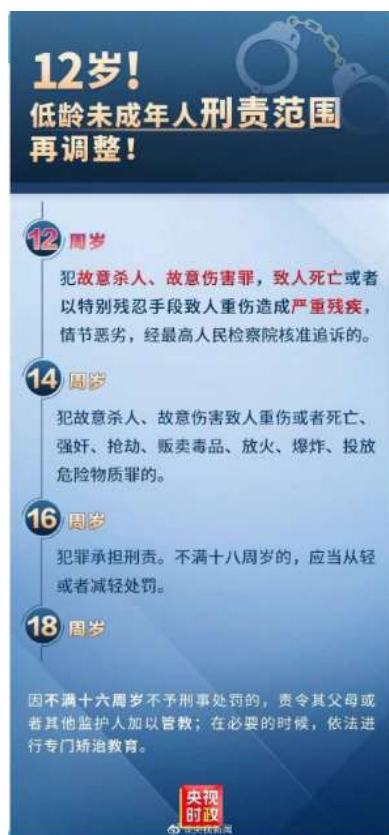 12岁！
低龄未成年人刑责范围
再调整！
12 周岁
犯故意杀人、故意伤害罪，致人死亡或者
以特别残忍手段致人重伤造成严重残疾，
情节恶劣，经最高人民检察院核准追诉的。
14 周岁
犯故意杀人、故意伤害致人重伤或者死亡、
强奸、抢劫、贩卖毒品、放火、爆炸、投放
危险物质罪的。
16 周岁
犯罪承担刑责。不满十八周岁的，应当从轻
或者减轻处罚。
18 周岁
因不满十六周岁不予刑事处罚的，责令其父母或
者其他监护人加以管教；在必要的时候，依法进
行专门矫治教育。
央视
时政
@央视新闻